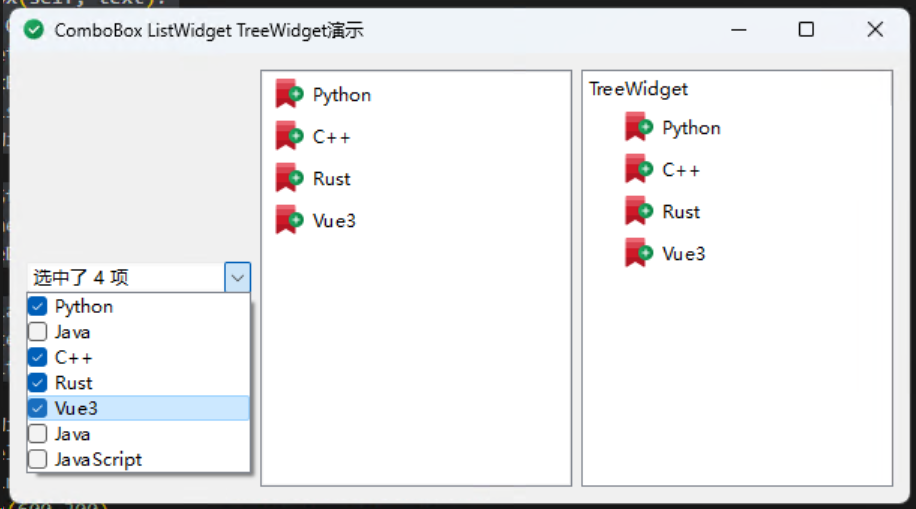 ComboBox ListWidget TreeWidget演示
选中了 4 项
Python
Java
C++
Rust
Vue3
Java
JavaScript
Python
C++
Rust
Vue3
TreeWidget
Python
C++
Rust
Vue3